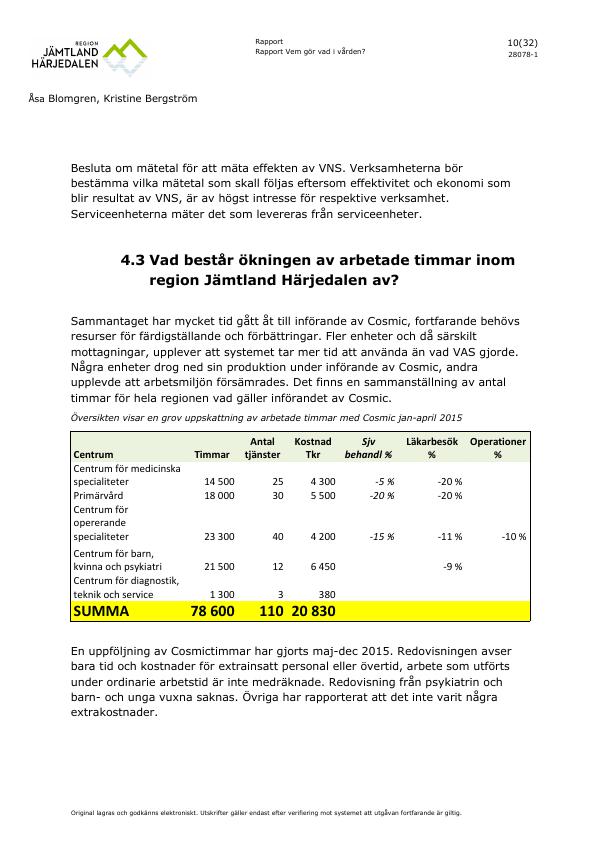 REGION
JÄMTLAND
HÄRJEDALEN
Rapport
Rapport Vem gör vad i vården?
10(32)
28078-1
Åsa Blomgren, Kristine Bergström
Besluta om mätetal för att mäta effekten av VNS. Verksamheterna bör
bestämma vilka mätetal som skall följas eftersom effektivitet och ekonomi som
blir resultat av VNS, är av högst intresse för respektive verksamhet.
Serviceenheterna mäter det som levereras från serviceenheter.
4.3 Vad består ökningen av arbetade timmar inom
region Jämtland Härjedalen av?
Sammantaget har mycket tid gått åt till införande av Cosmic, fortfarande behövs
resurser för färdigställande och förbättringar. Fler enheter och då särskilt
mottagningar, upplever att systemet tar mer tid att använda än vad VAS gjorde.
Några enheter drog ned sin produktion under införande av Cosmic, andra
upplevde att arbetsmiljön försämrades. Det finns en sammanställning av antal
timmar för hela regionen vad gäller införandet av Cosmic.
Översikten visar en grov uppskattning av arbetade timmar med Cosmic jan-april 2015
Antal Kostnad Sjv Läkarbesök Operationer
Centrum Timmar tjänster Tkr behandl % % %
Centrum för medicinska
specialiteter 14 500 25 4 300 -5 % -20 %
Primärvård 18 000 30 5 500 -20 % -20 %
Centrum för
opererande
specialiteter 23 300 40 4 200 -15 % -11 % -10 %
Centrum för barn,
kvinna och psykiatri 21 500 12 6 450 -9 %
Centrum för diagnostik,
teknik och service 1 300 3 380
SUMMA 78 600 110 20 830
En uppföljning av Cosmictimmar har gjorts maj-dec 2015. Redovisningen avser
bara tid och kostnader för extrainsatt personal eller övertid, arbete som utförts
under ordinarie arbetstid är inte medräknade. Redovisning från psykiatrin och
barn- och unga vuxna saknas. Övriga har rapporterat att det inte varit några
extrakostnader.
Original lagras och godkänns elektroniskt. Utskrifter gäller endast efter verifiering mot systemet att utgåvan fortfarande är giltig.